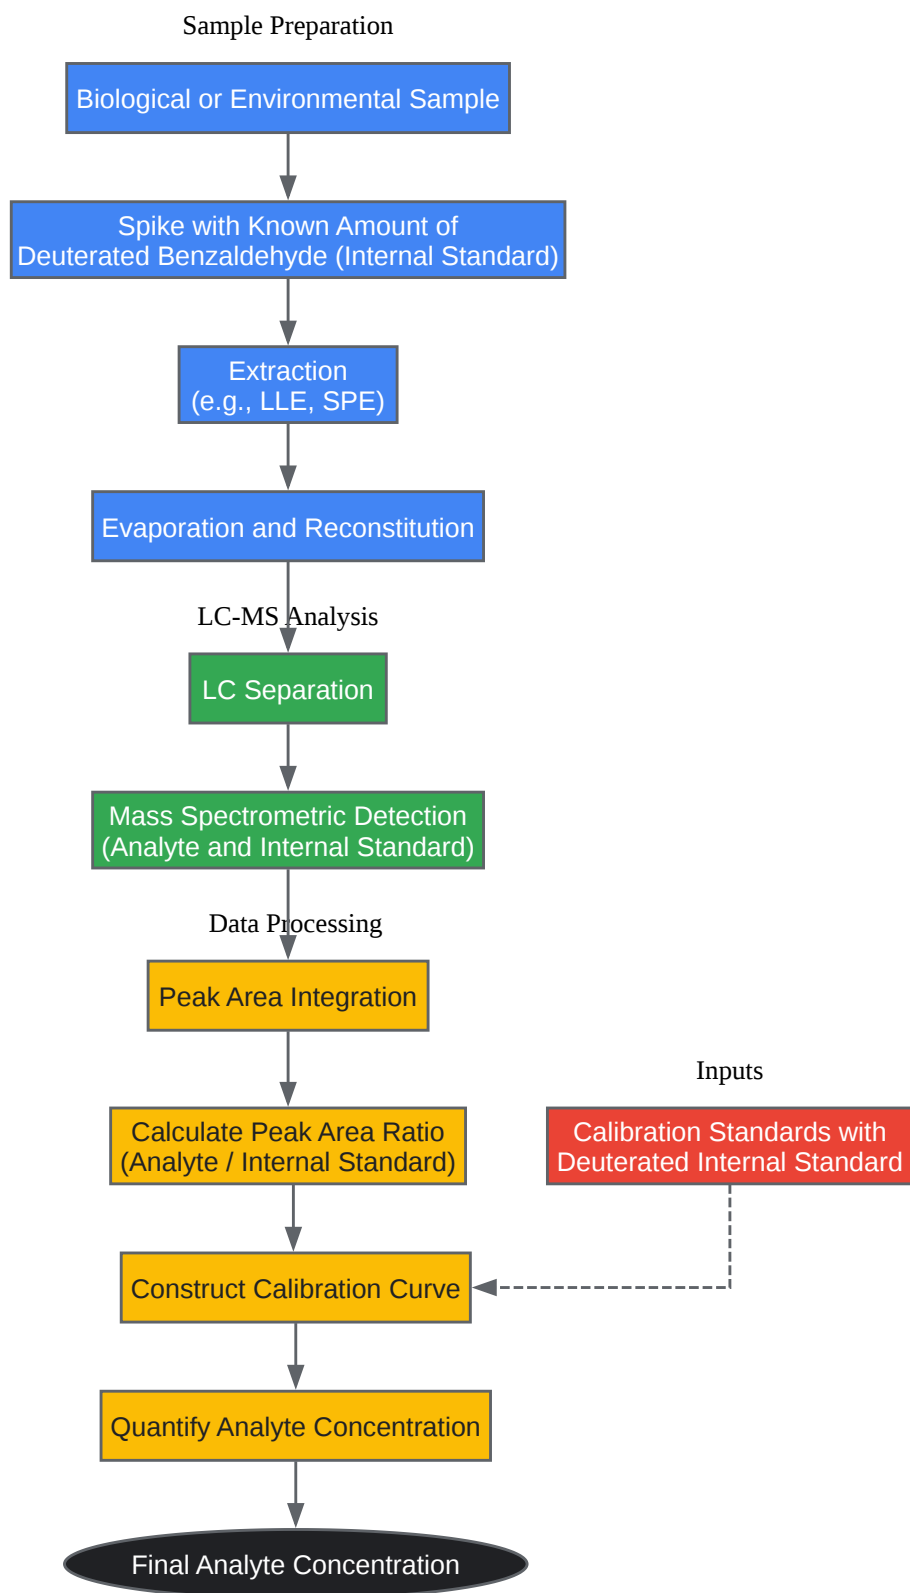 Sample Preparation
Biological or Environmental Sample
Spike with Known Amount of
Deuterated Benzaldehyde (Internal Standard)
Extraction
(e.g., LLE, SPE)
Evaporation and Reconstitution
LC-MS Analysis
LC Separation
Mass Spectrometric Detection
(Analyte and Internal Standard)
Data Processing
Peak Area Integration
Inputs
Calculate Peak Area Ratio
(Analyte / Internal Standard)
Calibration Standards with
Deuterated Internal Standard
Construct Calibration Curve
Quantify Analyte Concentration
Final Analyte Concentration